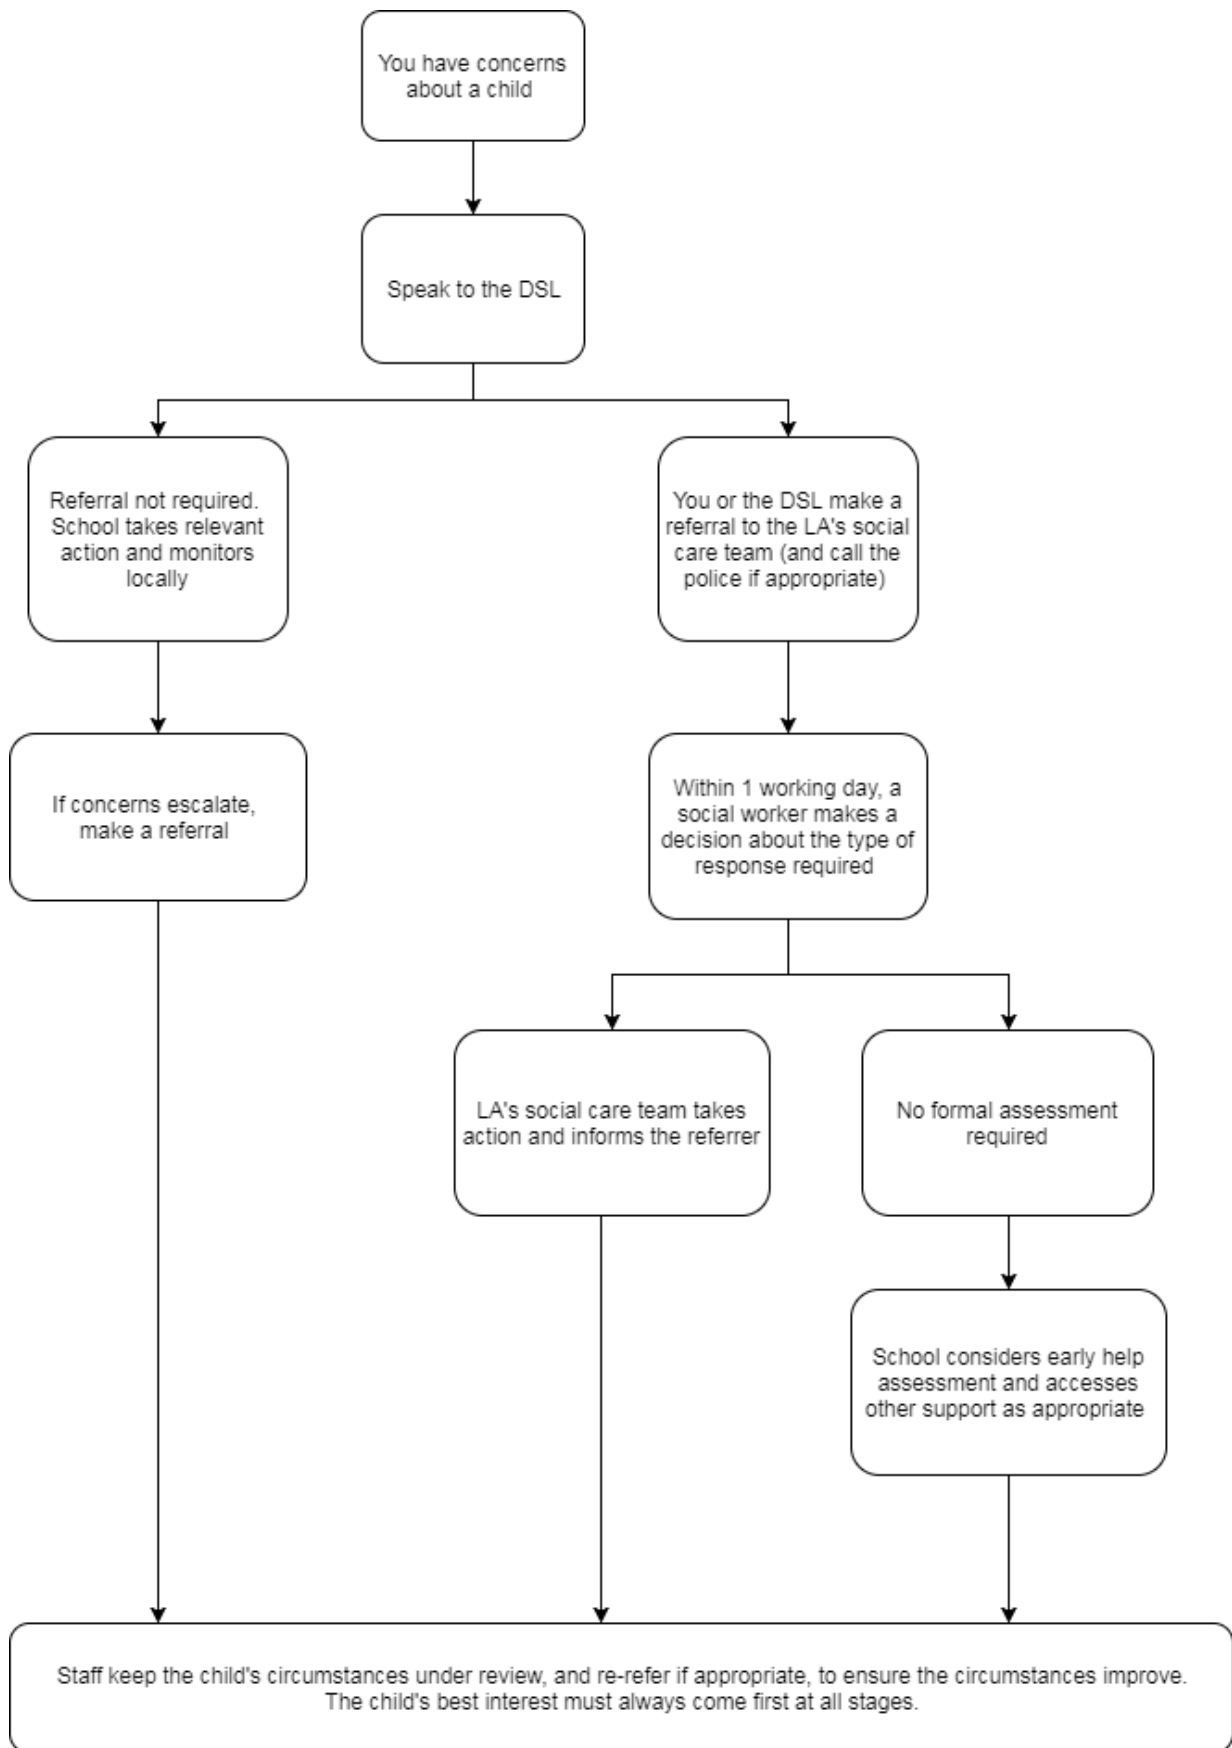 You have concerns
about a child
Speak to the DSL
Referral not required.
School takes relevant
action and monitors
locally
You or the DSL make a
referral to the LA's social
care team (and call the
police if appropriate)
If concerns escalate,
make a referral
Within 1 working day, a
social worker makes a
decision about the type of
response required
LA's social care team takes
action and informs the referrer
No formal assessment
required
School considers early help
assessment and accesses
other support as appropriate
Staff keep the child's circumstances under review, and re-refer if appropriate, to ensure the circumstances improve.
The child's best interest must always come first at all stages.